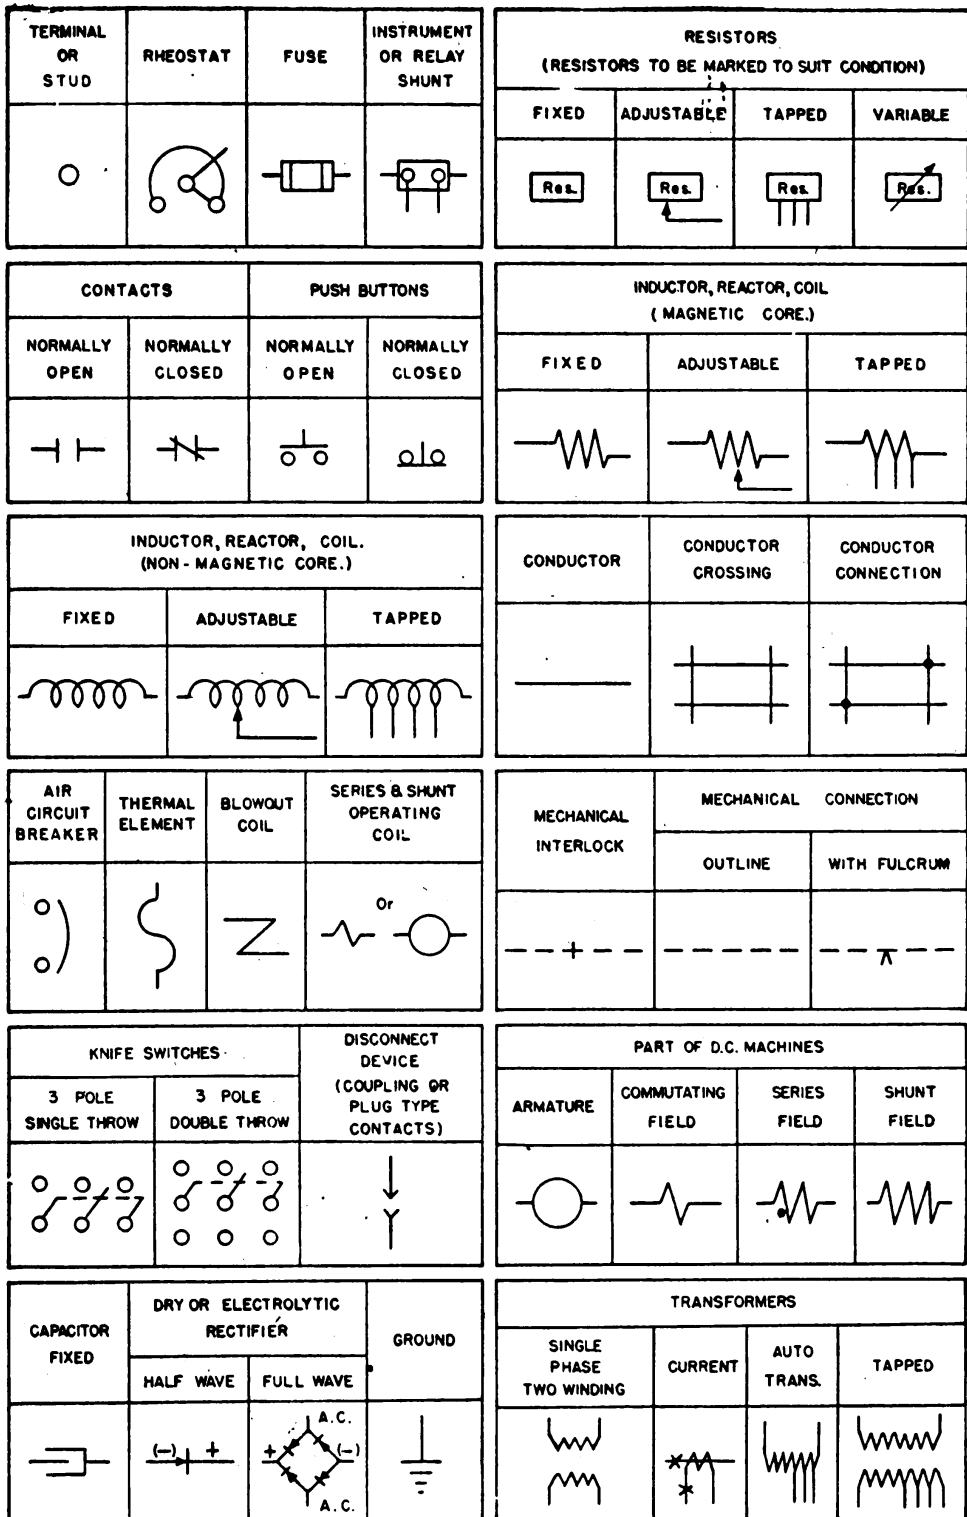 TERMINAL
OR
STUD
RHEOSTAT
FUSE
INSTRUMENT
OR RELAY
SHUNT
RESISTORS
(RESISTORS TO BE MARKED TO SUIT CONDITION)
FIXED
ADJUSTABLE
TAPPED
VARIABLE
Res.
Res.
Res.
Res.
CONTACTS
PUSH BUTTONS
NORMALLY
OPEN
NORMALLY
CLOSED
NORMALLY
OPEN
NORMALLY
CLOSED
INDUCTOR, REACTOR, COIL
(MAGNETIC CORE.)
FIXED
ADJUSTABLE
TAPPED
INDUCTOR, REACTOR, COIL.
(NON-MAGNETIC CORE.)
FIXED
ADJUSTABLE
TAPPED
CONDUCTOR
CONDUCTOR
CROSSING
CONDUCTOR
CONNECTION
AIR
CIRCUIT
BREAKER
THERMAL
ELEMENT
BLOWOUT
COIL
SERIES & SHUNT
OPERATING
COIL
Or
MECHANICAL
INTERLOCK
MECHANICAL CONNECTION
OUTLINE
WITH FULCRUM
KNIFE SWITCHES
3 POLE
SINGLE THROW
3 POLE
DOUBLE THROW
DISCONNECT
DEVICE
(COUPLING OR
PLUG TYPE
CONTACTS)
PART OF D.C. MACHINES
ARMATURE
COMMUTATING
FIELD
SERIES
FIELD
SHUNT
FIELD
CAPACITOR
FIXED
DRY OR ELECTROLYTIC
RECTIFIER
HALF WAVE
FULL WAVE
GROUND
(-) +
A.C.
+ (-)
A.C.
TRANSFORMERS
SINGLE
PHASE
TWO WINDING
CURRENT
AUTO
TRANS.
TAPPED